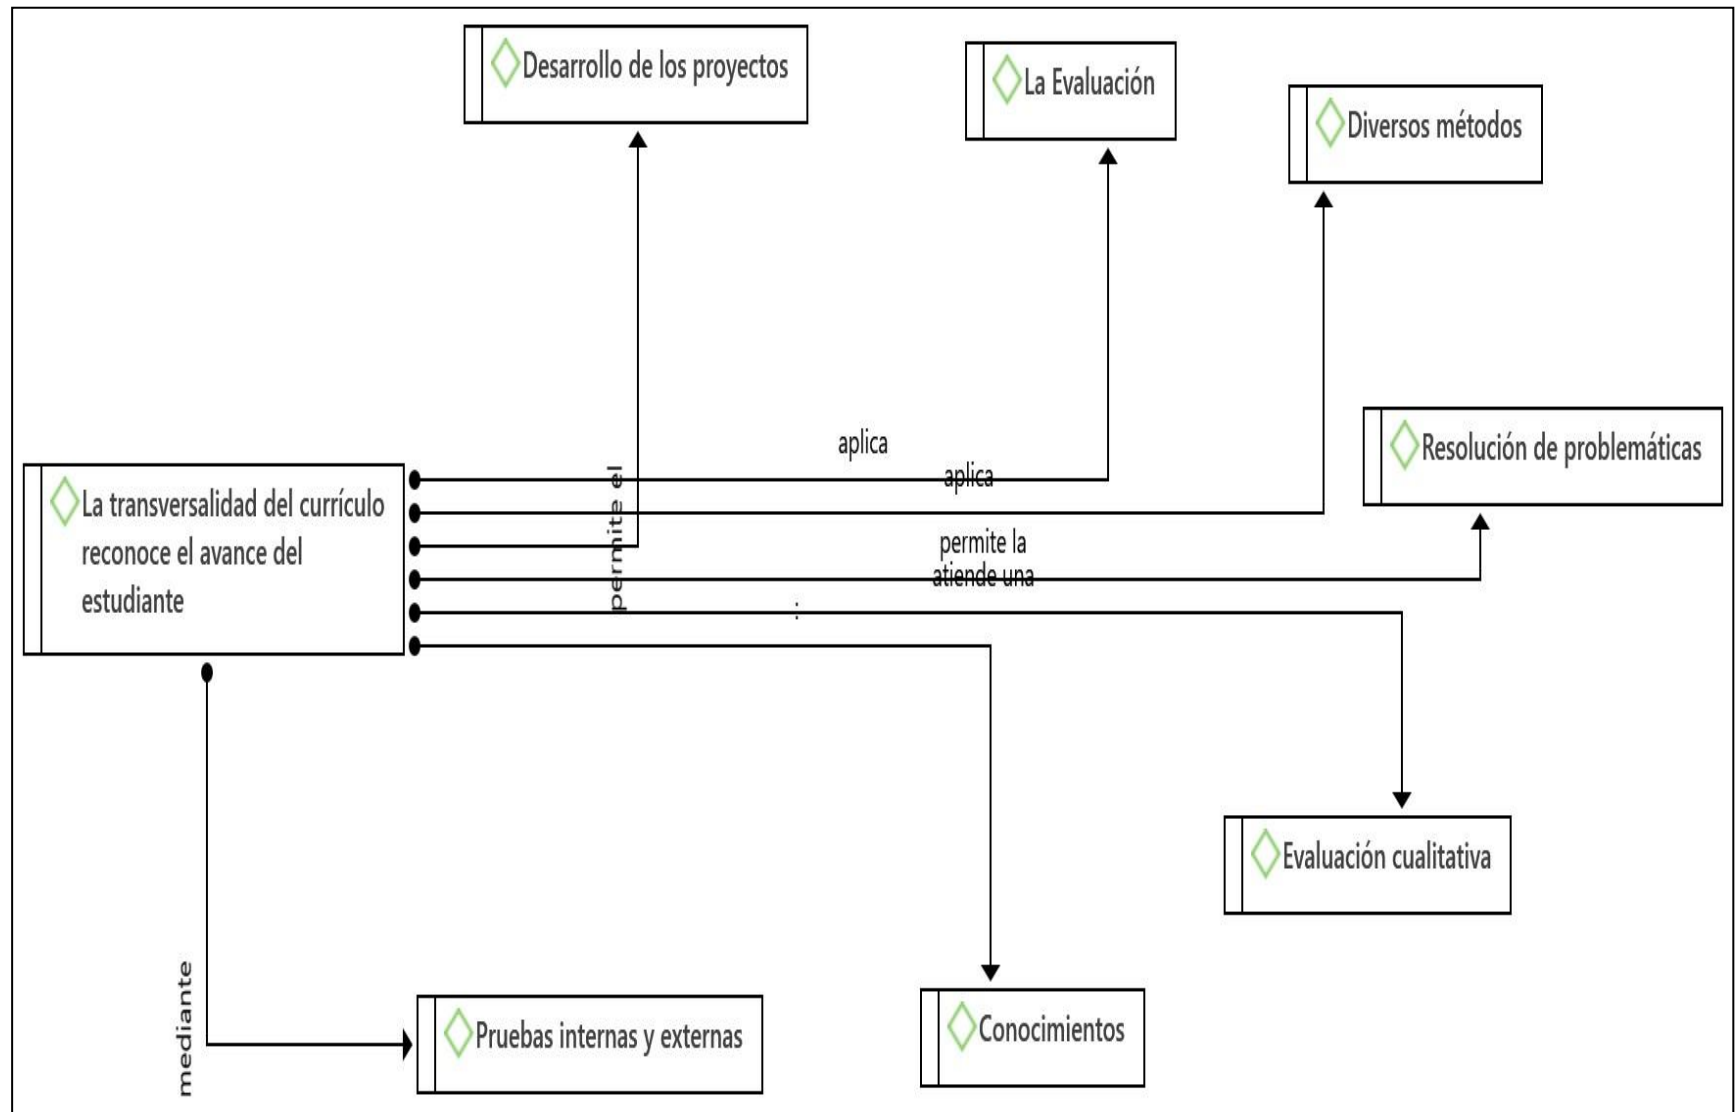 Desarrollo de los proyectos
La Evaluación
Diversos métodos
aplica
permite el
aplica
Resolución de problemáticas
La transversalidad del currículo
reconoce el avance del
estudiante
permite la
atiende una
:
Evaluación cualitativa
mediante
Pruebas internas y externas
Conocimientos